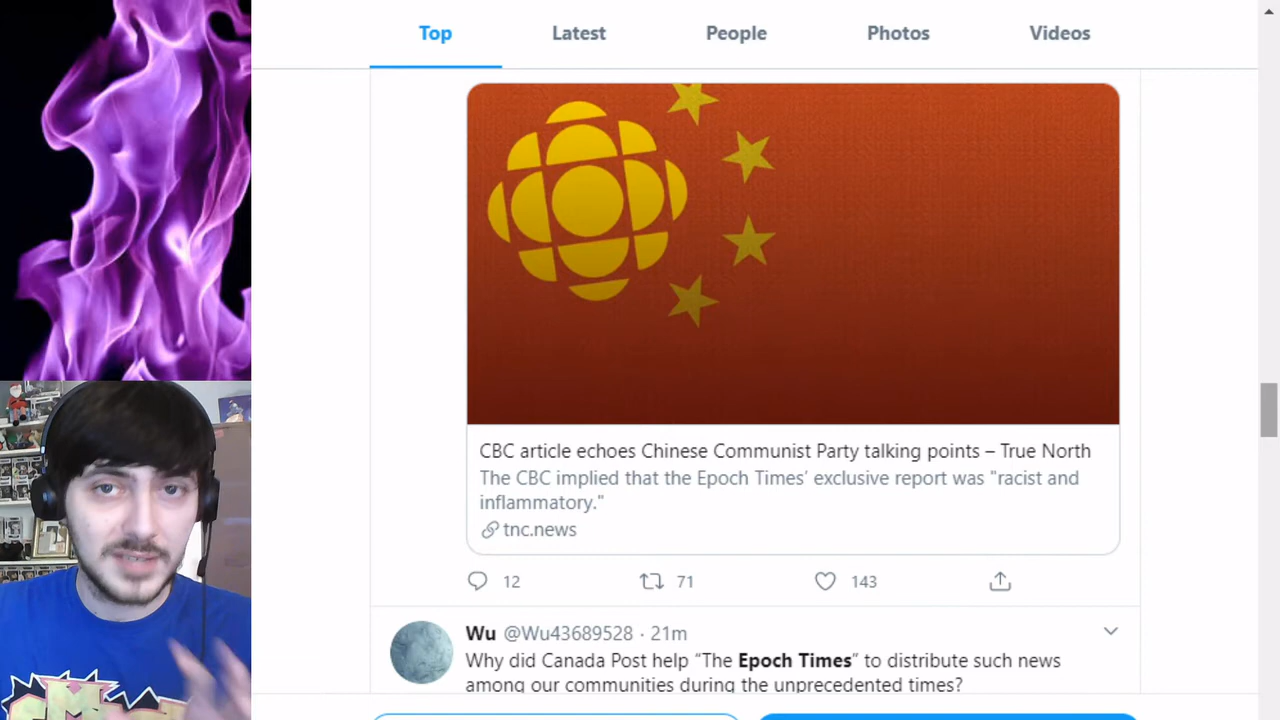 Top Latest People Photos Videos
CBC article echoes Chinese Communist Party talking points – True North
The CBC implied that the Epoch Times' exclusive report was "racist and
inflammatory."
tnc.news
12 71 143
Wu @Wu43689528 · 21m
Why did Canada Post help “The Epoch Times” to distribute such news
among our communities during the unprecedented times?